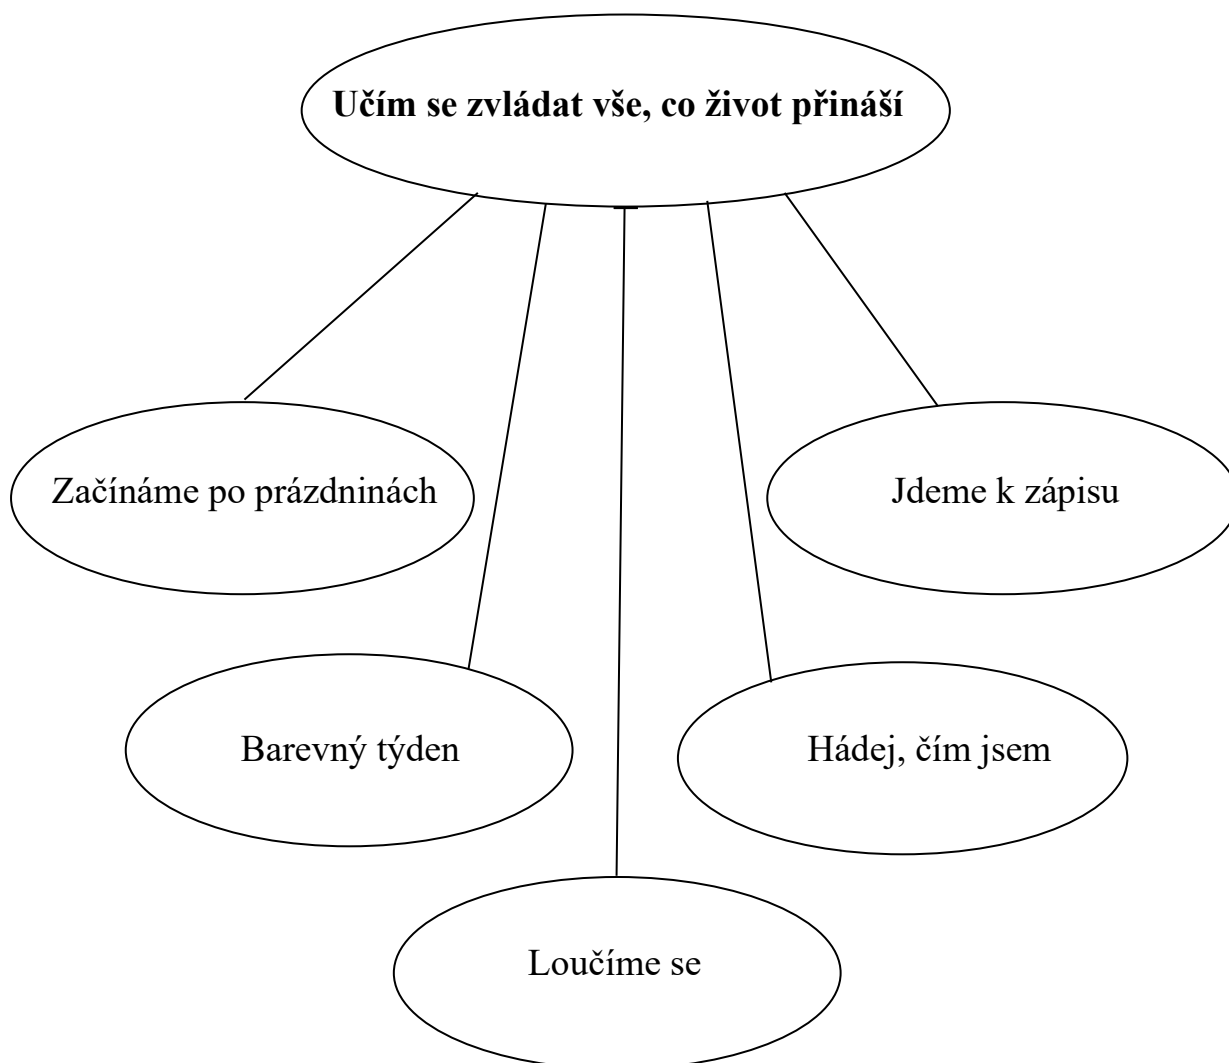 Učím se zvládat vše, co život přináší
Začínáme po prázdninách
Jdeme k zápisu
Barevný týden
Hádej, čím jsem
Loučíme se